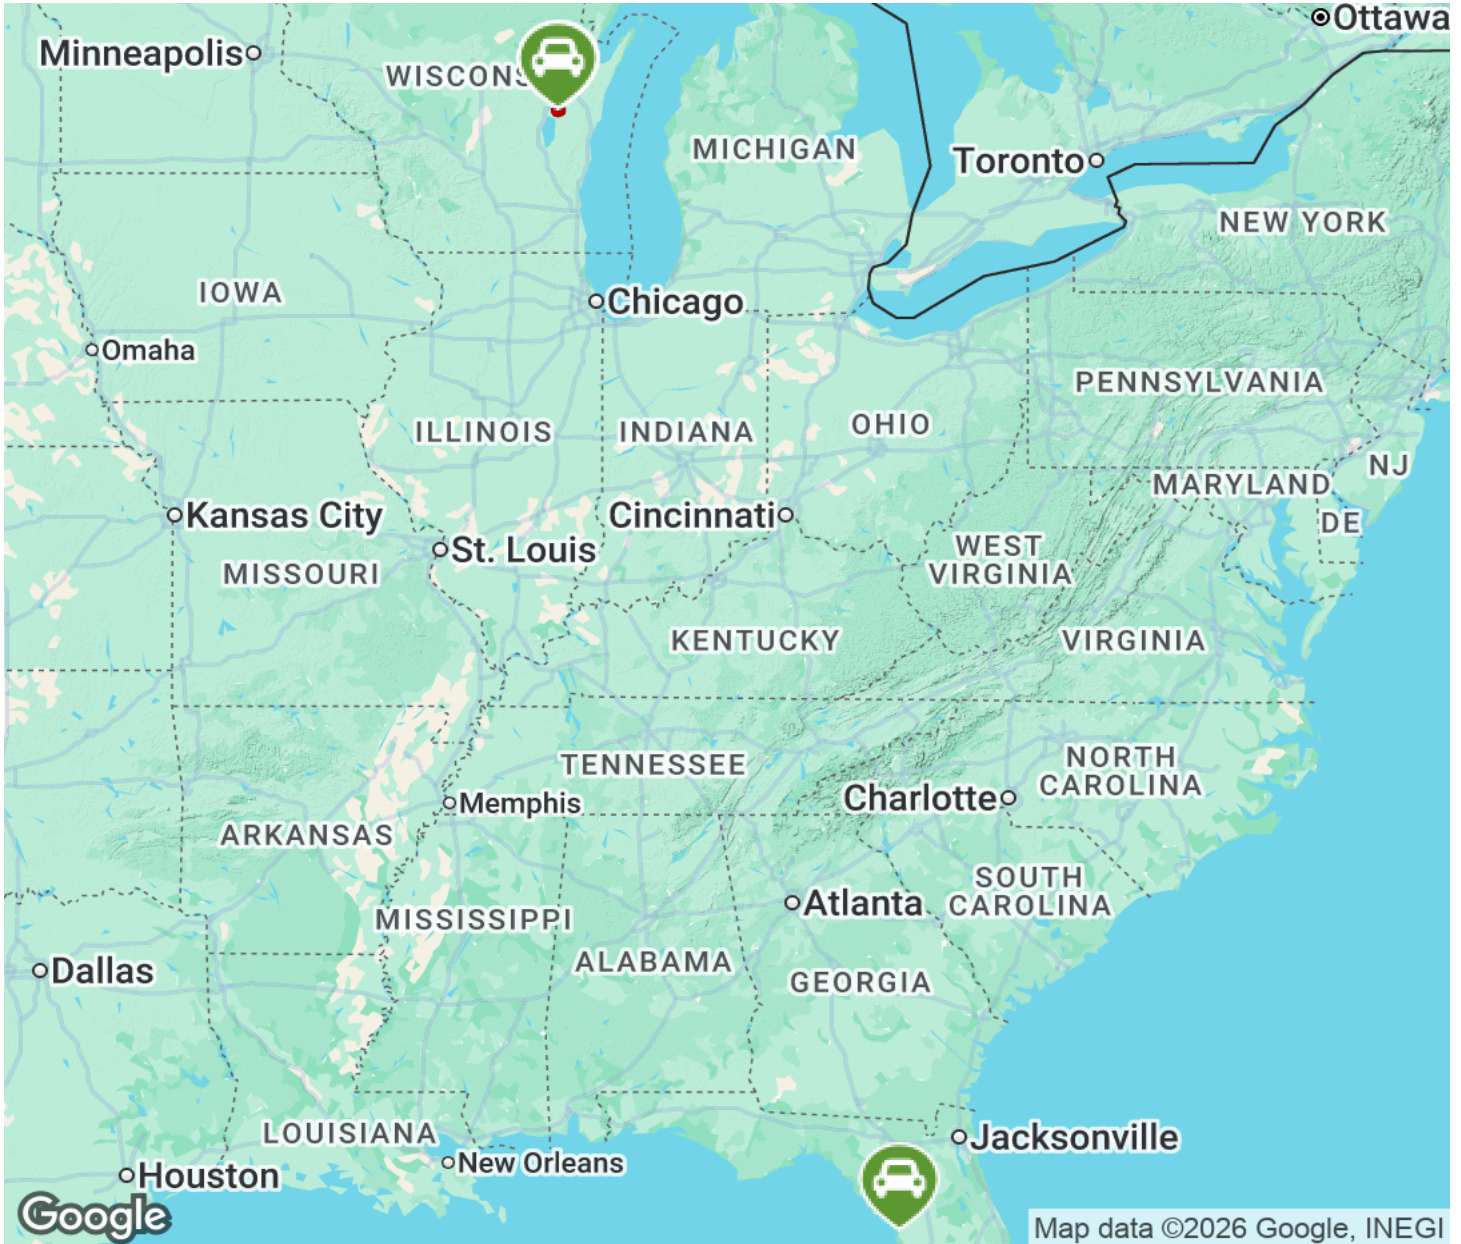 Ottawa
Minneapolis
WISCONS
MICHIGAN
Toronto
NEW YORK
IOWA
Chicago
Omaha
PENNSYLVANIA
ILLINOIS
INDIANA
OHIO
NJ
MARYLAND
Kansas City
Cincinnati
DE
St. Louis
WEST
VIRGINIA
MISSOURI
KENTUCKY
VIRGINIA
TENNESSEE
NORTH
CAROLINA
Memphis
Charlotte
ARKANSAS
SOUTH
CAROLINA
Atlanta
MISSISSIPPI
ALABAMA
Dallas
GEORGIA
LOUISIANA
Jacksonville
New Orleans
Houston
Google
Map data ©2026 Google, INEGI